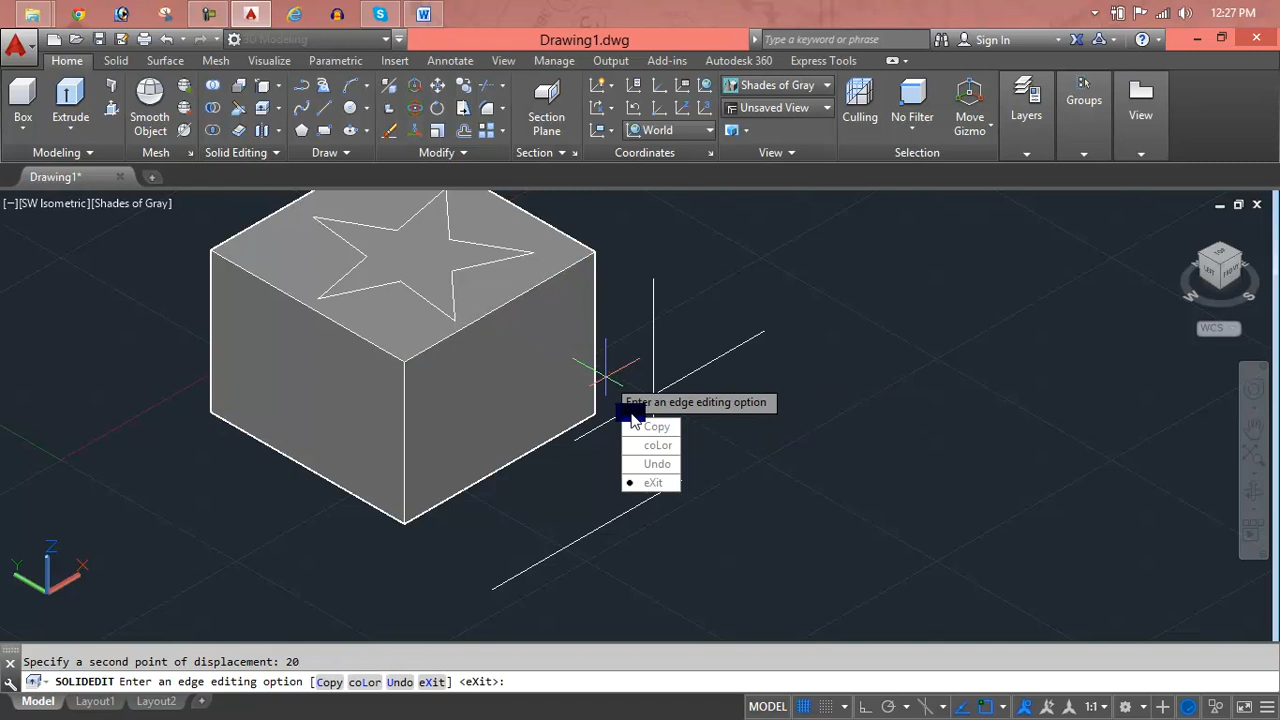 12:27 PM
3D Modeling
Drawing1.dwg
Type a keyword or phrase
Sign In
Home Solid Surface Mesh Visualize Parametric Insert Annotate View Manage Output Add-ins Autodesk 360 Express Tools
Box
Extrude
Smooth
Object
Section
Plane
World
Shades of Gray
Unsaved View
Culling
No Filter
Move
Gizmo
Layers
Groups
View
Modeling Mesh Solid Editing Draw Modify Section Coordinates View Selection
Drawing1*
[−][SW Isometric][Shades of Gray]
LEFT
FRONT
W
S
WCS
Enter an edge editing option
Copy
coLor
Undo
eXit
Z
Y
X
Specify a second point of displacement: 20
SOLIDEDIT Enter an edge editing option [Copy coLor Undo eXit] <eXit>:
Model Layout1 Layout2
MODEL
1:1